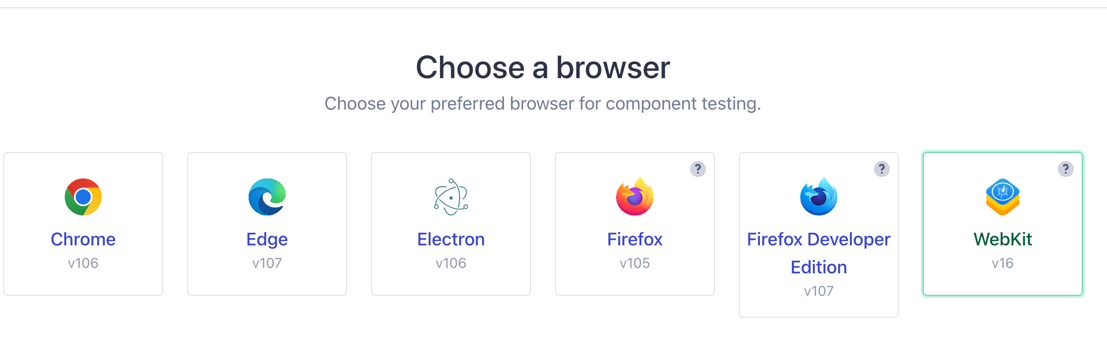 Choose a browser
Choose your preferred browser for component testing.
?
?
?
Chrome
Edge
Electron
Firefox
Firefox Developer
Edition
WebKit
v106
v107
v106
v105
v107
v16